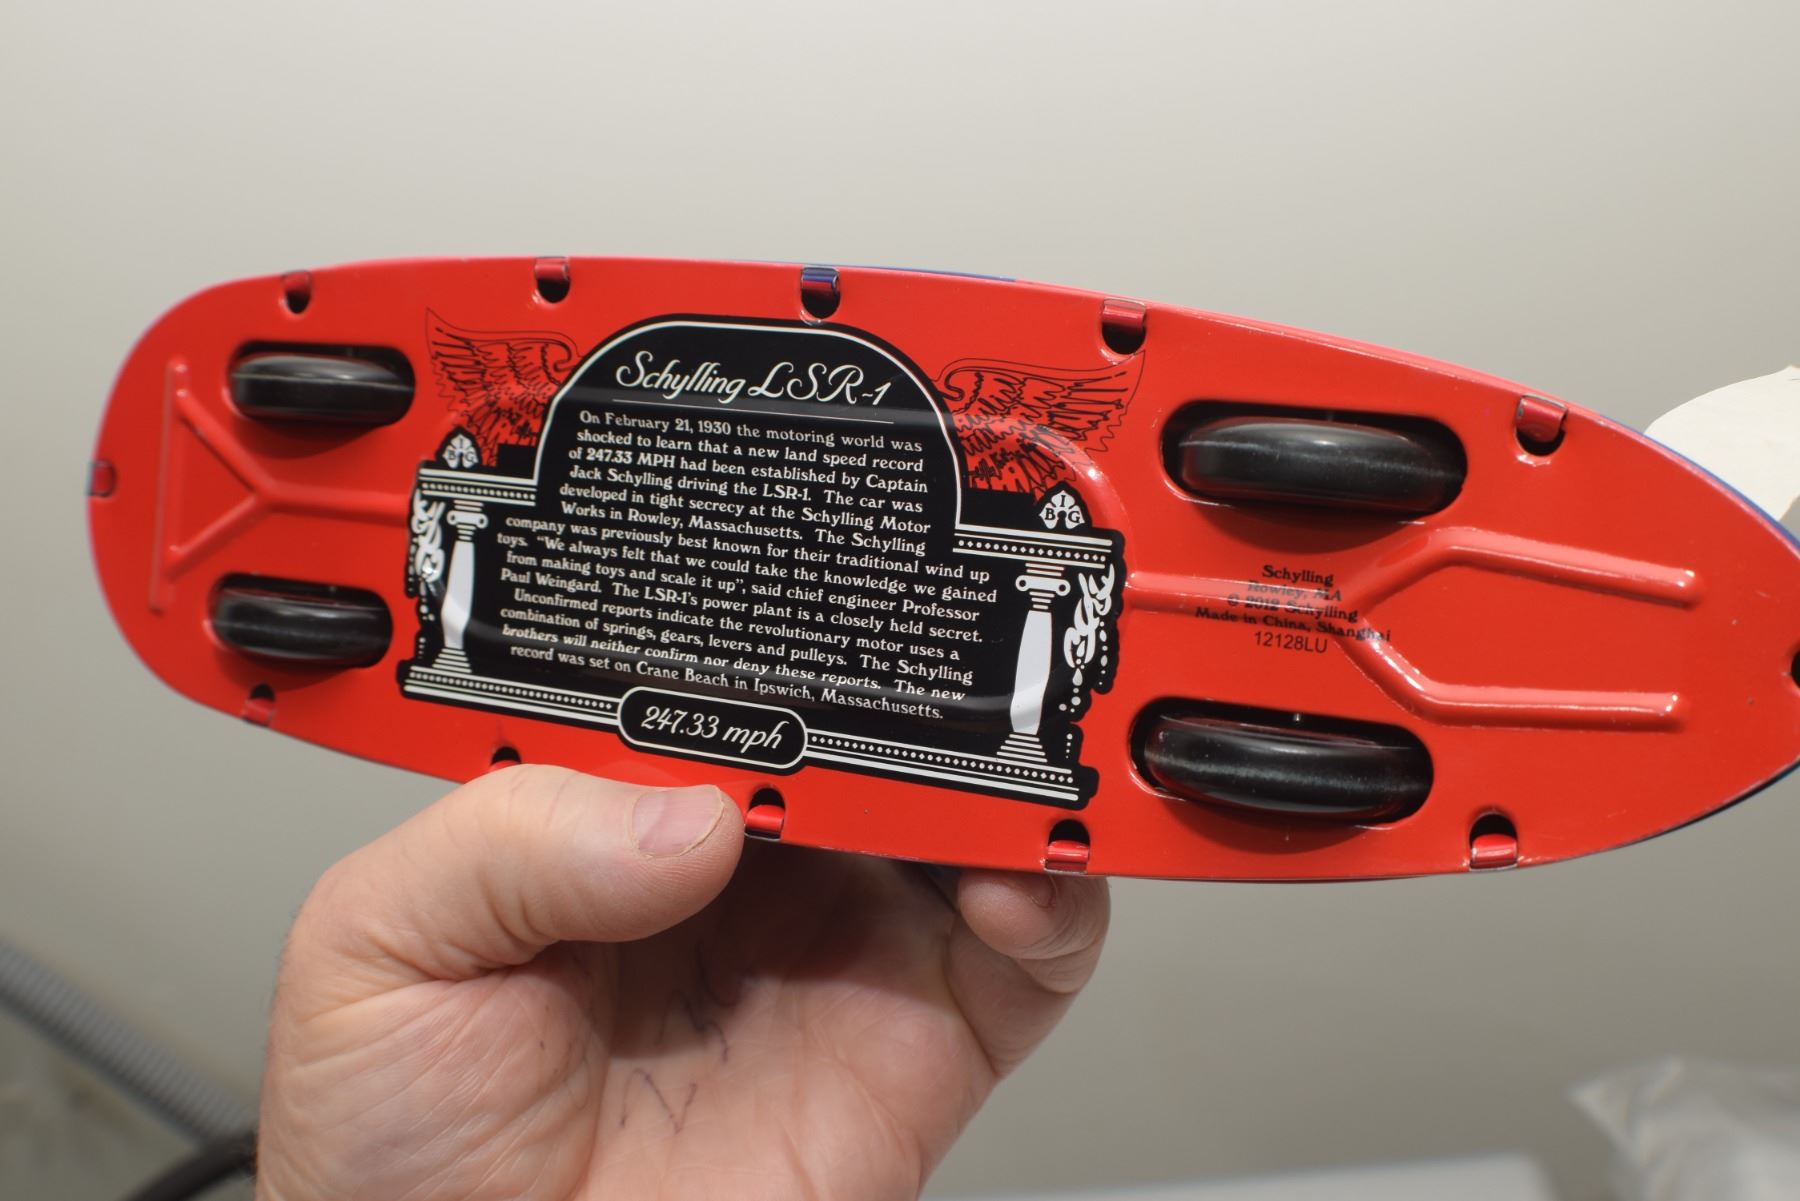 Schylling LSR-1
On February 21, 1930 the motoring world was
shocked to learn that a new land speed record
of 247.33 MPH had been established by Captain
Jack Schylling driving the LSR-1. The car was
developed in tight secrecy at the Schylling Motor
Works in Rowley, Massachusetts. The Schylling
company was previously best known for their traditional wind up
toys. "We always felt that we could take the knowledge we gained
from making toys and scale it up", said chief engineer Professor
Paul Weingard. The LSR-1's power plant is a closely held secret.
Unconfirmed reports indicate the revolutionary motor uses a
combination of springs, gears, levers and pulleys. The Schylling
brothers will neither confirm nor deny these reports. The new
record was set on Crane Beach in Ipswich, Massachusetts.
247.33 mph
B I G
B I G
Schylling
Rowley, MA
© 2012 Schylling
Made in China, Shanghai
12128LU